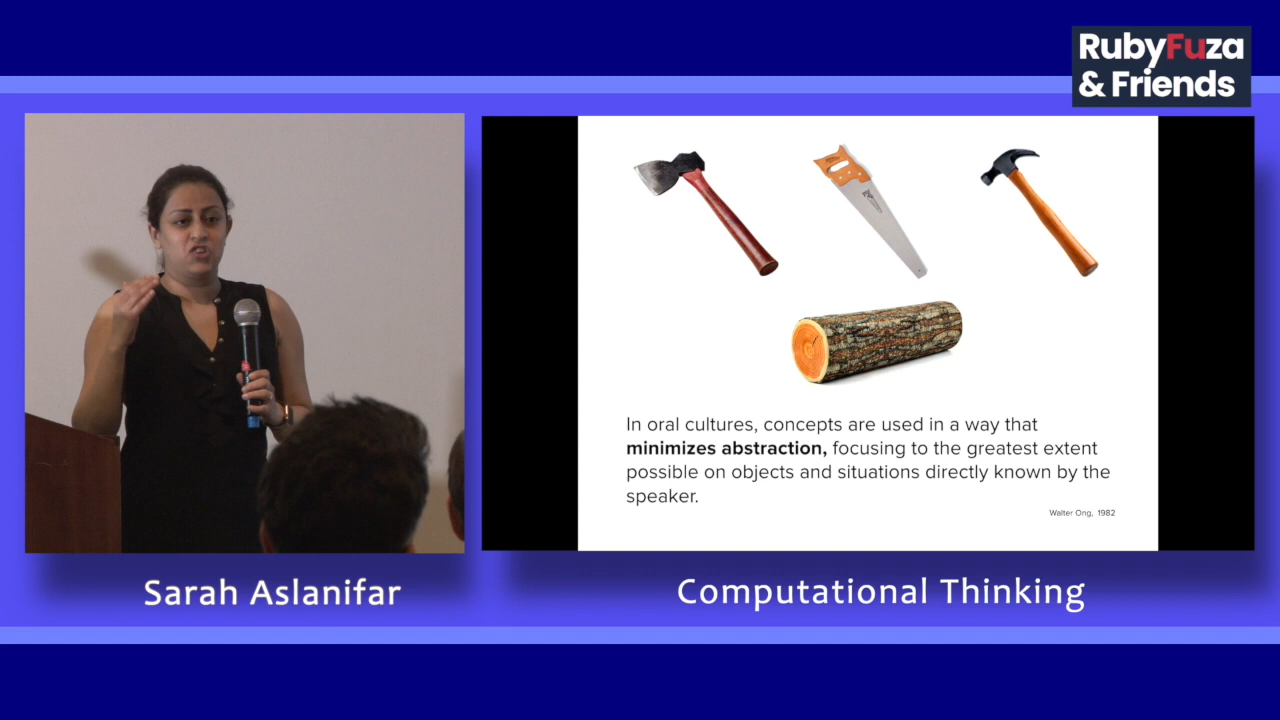 RubyFuza
& Friends
In oral cultures, concepts are used in a way that
minimizes abstraction, focusing to the greatest extent
possible on objects and situations directly known by the
speaker.
Walter Ong, 1982
Sarah Aslanifar
Computational Thinking